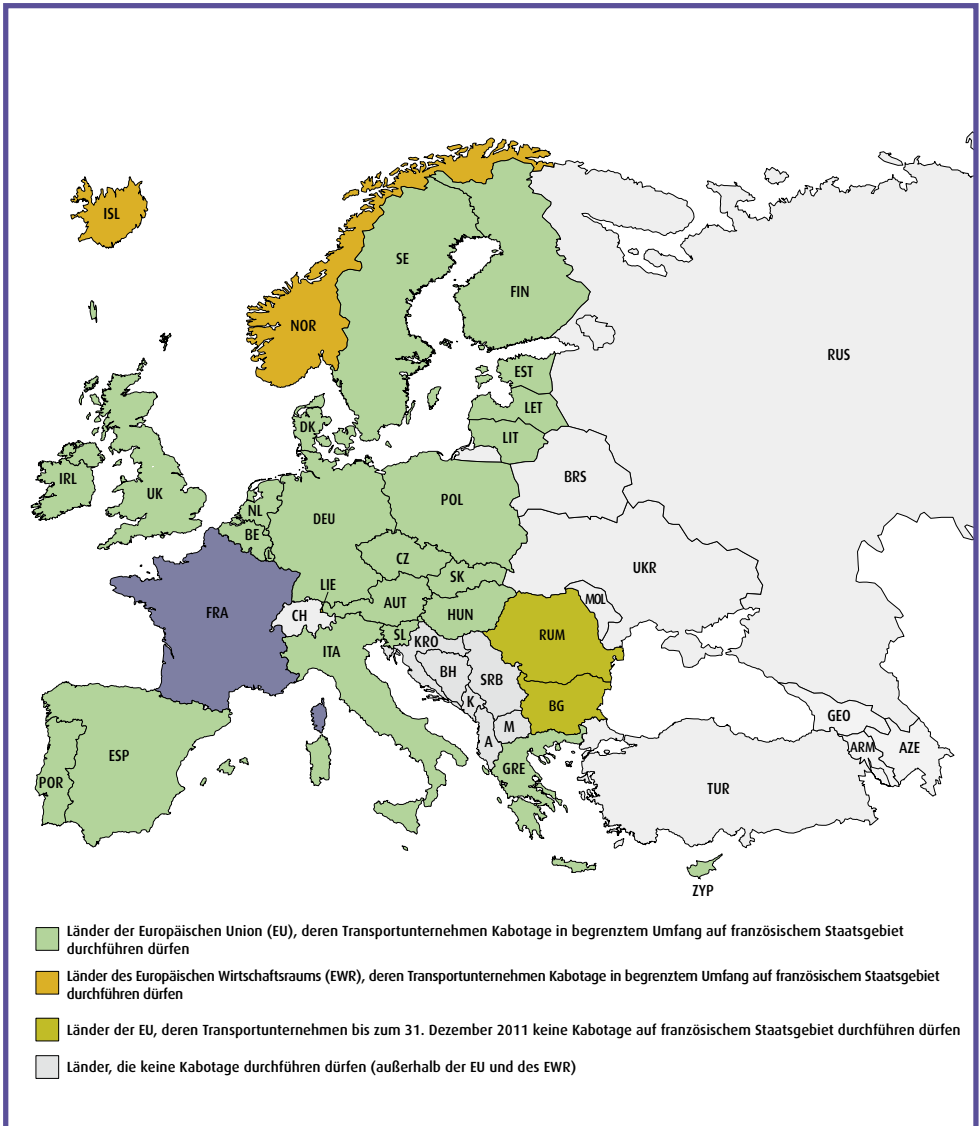 ISL
SE
FIN
NOR
RUS
EST
LET
DK
LIT
IRL
BRS
UK
POL
NL
DEU
BE
L
CZ
UKR
SK
LIE
MOL
AUT
FRA
CH
HUN
RUM
SL
KRO
ITA
BH
SRB
K
BG
M
GEO
A
ARM
AZE
ESP
GRE
POR
TUR
ZYP
Länder der Europäischen Union (EU), deren Transportunternehmen Kabotage in begrenztem Umfang auf französischem Staatsgebiet
durchführen dürfen
Länder des Europäischen Wirtschaftsraums (EWR), deren Transportunternehmen Kabotage in begrenztem Umfang auf französischem Staatsgebiet
durchführen dürfen
Länder der EU, deren Transportunternehmen bis zum 31. Dezember 2011 keine Kabotage auf französischem Staatsgebiet durchführen dürfen
Länder, die keine Kabotage durchführen dürfen (außerhalb der EU und des EWR)